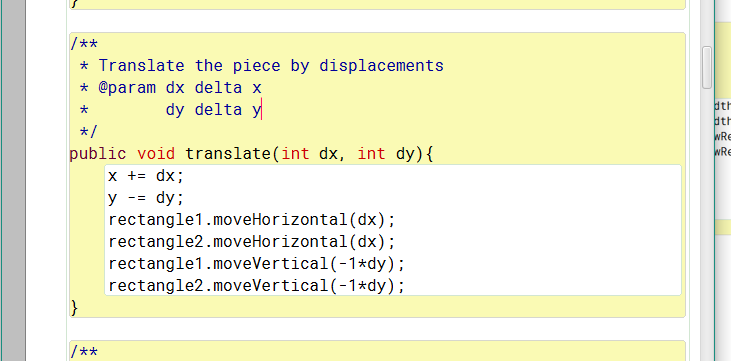 }
/**
 * Translate the piece by displacements
 * @param dx delta x
 *        dy delta y
 */
public void translate(int dx, int dy){
    x += dx;
    y -= dy;
    rectangle1.moveHorizontal(dx);
    rectangle2.moveHorizontal(dx);
    rectangle1.moveVertical(-1*dy);
    rectangle2.moveVertical(-1*dy);
}
/**
dth
dth
wRe
wRe